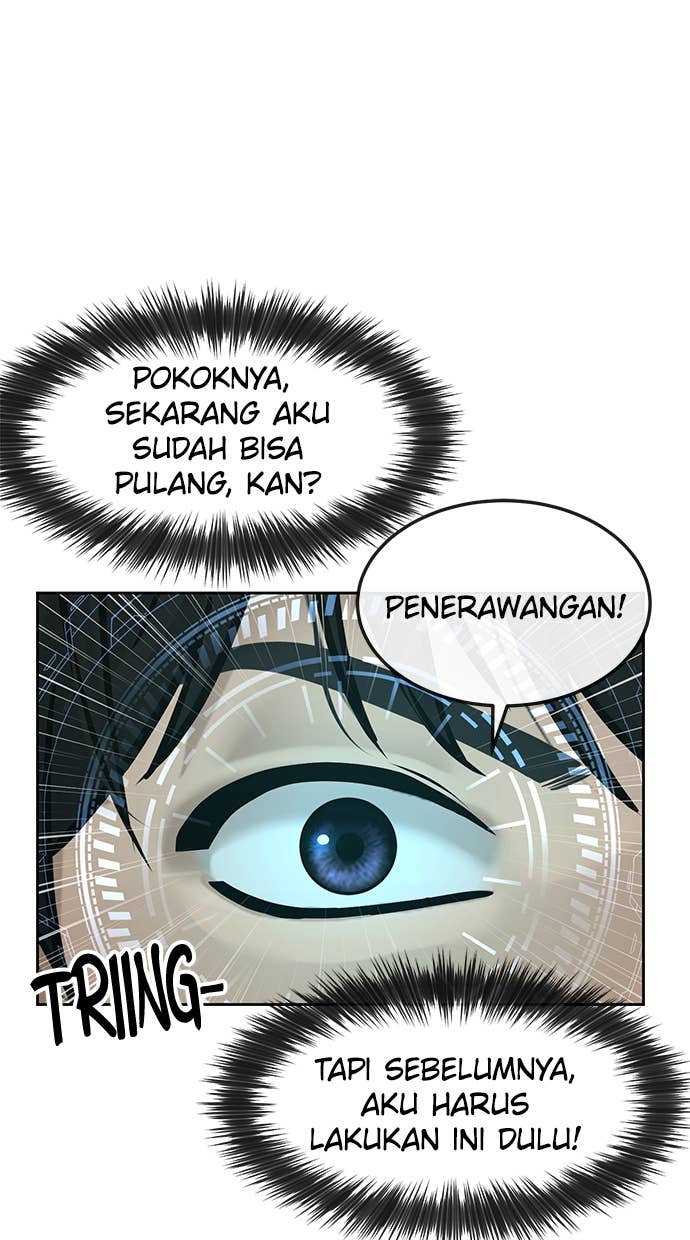 POKOKNYA,
SEKARANG AKU
SUDAH BISA
PULANG, KAN?
PENERAWANGAN!
TRIING-
TAPI SEBELUMNYA,
AKU HARUS
LAKUKAN INI DULU!